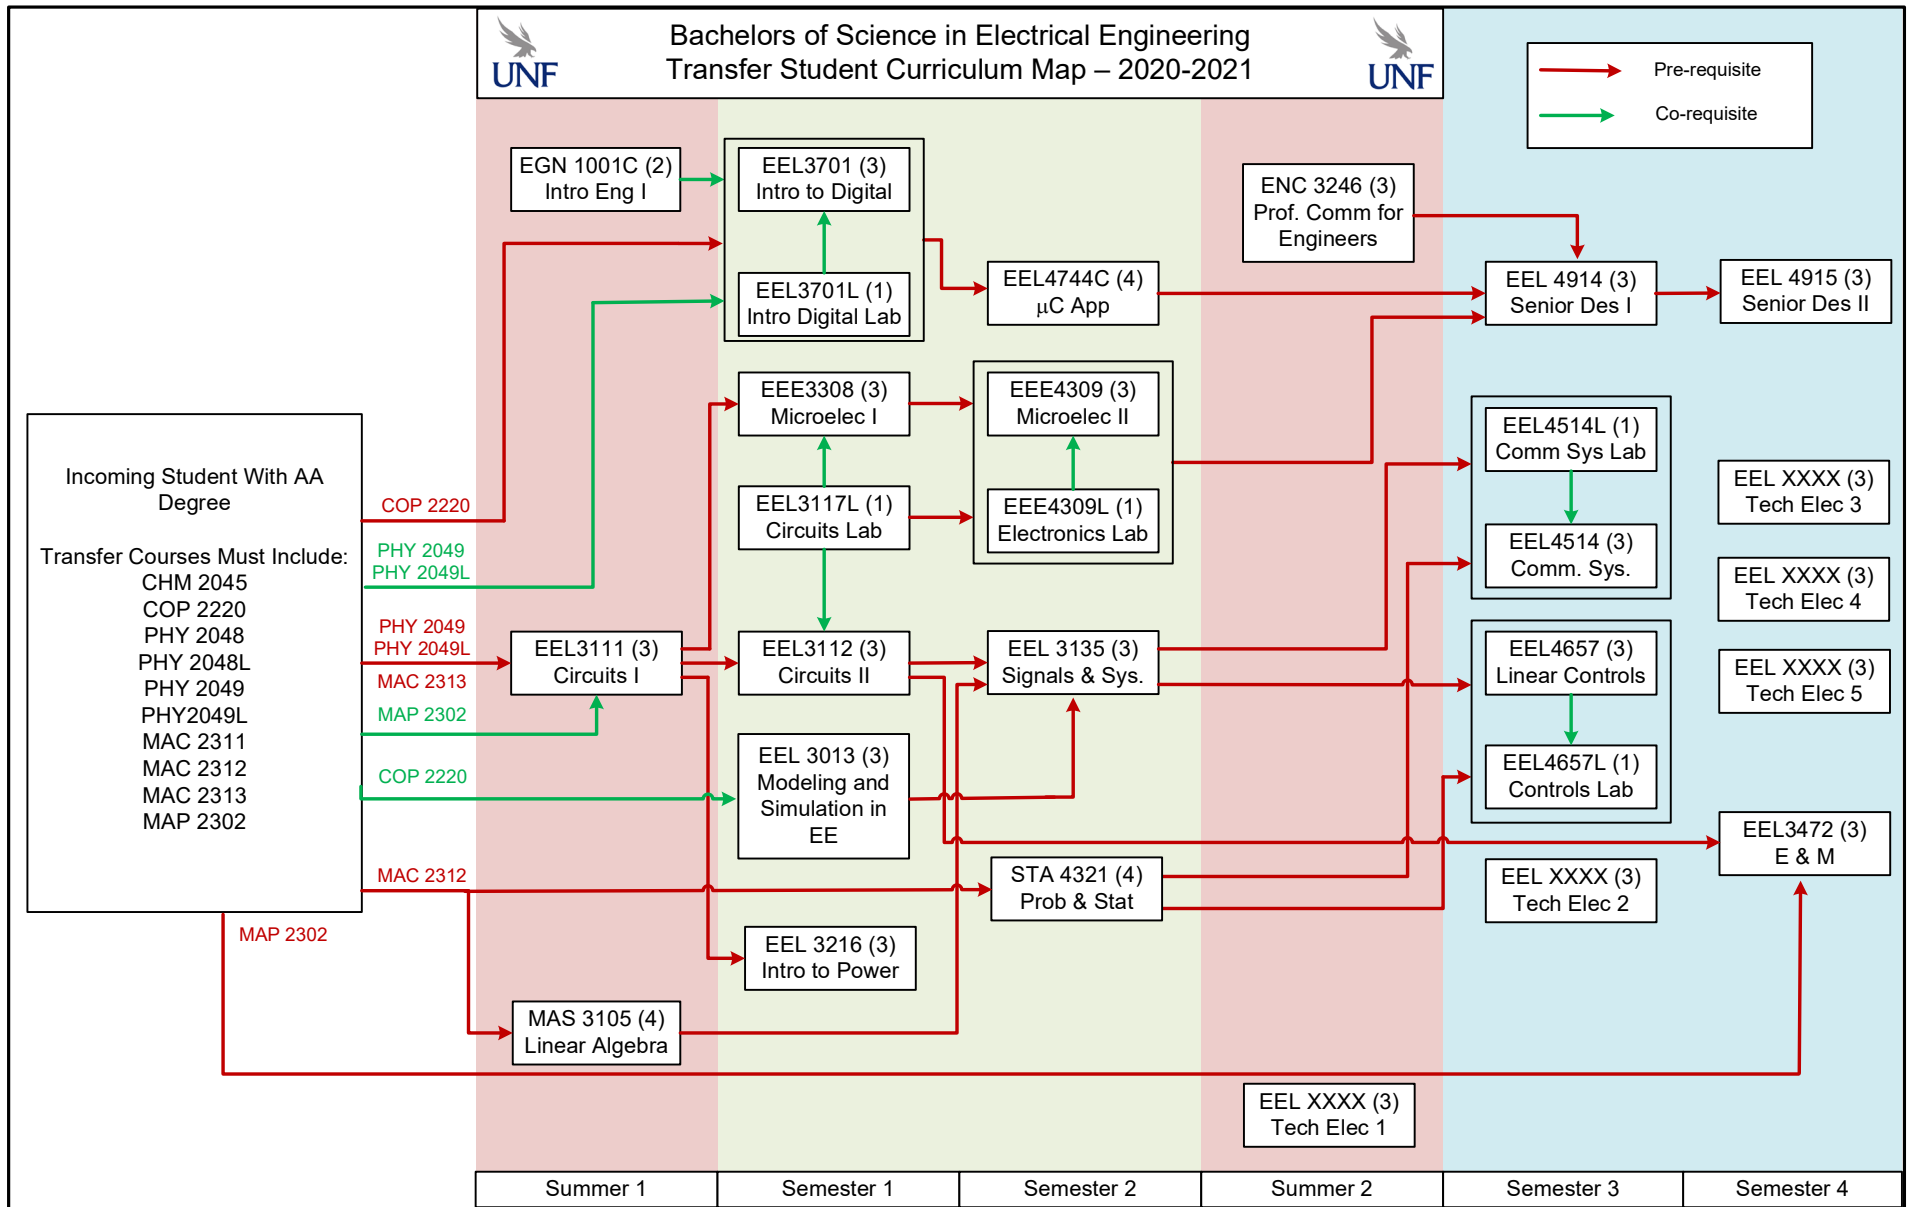 UNF
Bachelors of Science in Electrical Engineering
Transfer Student Curriculum Map – 2020-2021
UNF
Pre-requisite
Co-requisite
Incoming Student With AA
Degree
Transfer Courses Must Include:
CHM 2045
COP 2220
PHY 2048
PHY 2048L
PHY 2049
PHY2049L
MAC 2311
MAC 2312
MAC 2313
MAP 2302
COP 2220
PHY 2049
PHY 2049L
PHY 2049
PHY 2049L
MAC 2313
MAP 2302
COP 2220
MAC 2312
MAP 2302
EGN 1001C (2)
Intro Eng I
EEL3111 (3)
Circuits I
MAS 3105 (4)
Linear Algebra
EEL3701 (3)
Intro to Digital
EEL3701L (1)
Intro Digital Lab
EEE3308 (3)
Microelec I
EEL3117L (1)
Circuits Lab
EEL3112 (3)
Circuits II
EEL 3013 (3)
Modeling and
Simulation in
EE
EEL 3216 (3)
Intro to Power
EEL4744C (4)
μC App
EEE4309 (3)
Microelec II
EEE4309L (1)
Electronics Lab
EEL 3135 (3)
Signals & Sys.
STA 4321 (4)
Prob & Stat
ENC 3246 (3)
Prof. Comm for
Engineers
EEL XXXX (3)
Tech Elec 1
EEL 4914 (3)
Senior Des I
EEL4514L (1)
Comm Sys Lab
EEL4514 (3)
Comm. Sys.
EEL4657 (3)
Linear Controls
EEL4657L (1)
Controls Lab
EEL XXXX (3)
Tech Elec 2
EEL 4915 (3)
Senior Des II
EEL XXXX (3)
Tech Elec 3
EEL XXXX (3)
Tech Elec 4
EEL XXXX (3)
Tech Elec 5
EEL3472 (3)
E & M
Summer 1
Semester 1
Semester 2
Summer 2
Semester 3
Semester 4